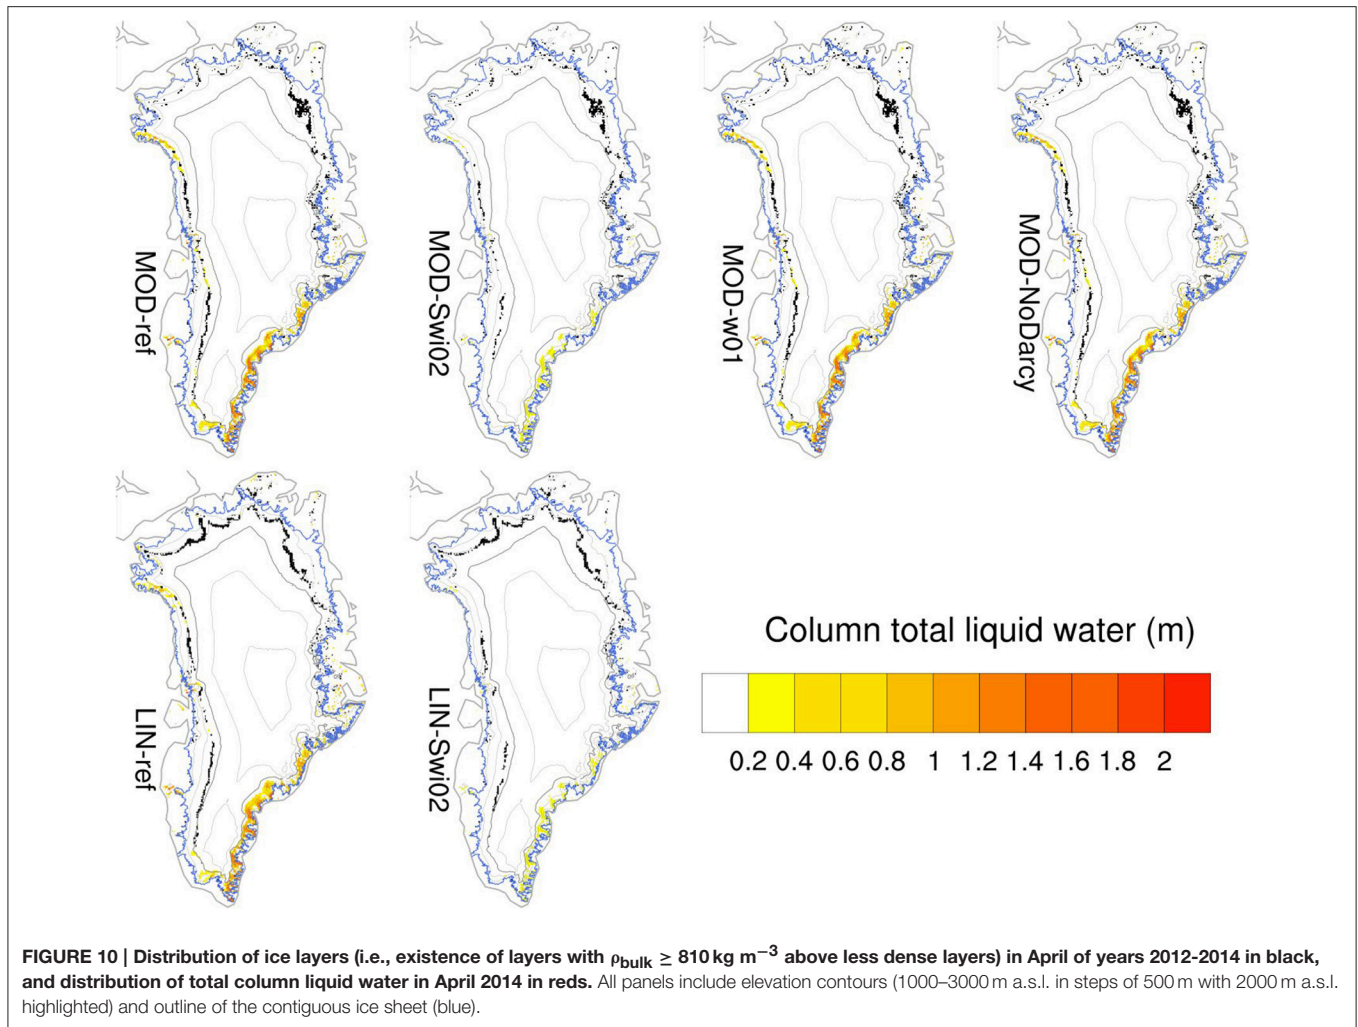 MOD-ref
MOD-Swi02
MOD-w01
MOD-NoDarcy
LIN-ref
LIN-Swi02
Column total liquid water (m)
0.2 0.4 0.6 0.8 1 1.2 1.4 1.6 1.8 2
FIGURE 10 | Distribution of ice layers (i.e., existence of layers with ρbulk ≥ 810 kg m−3 above less dense layers) in April of years 2012-2014 in black,
and distribution of total column liquid water in April 2014 in reds. All panels include elevation contours (1000–3000 m a.s.l. in steps of 500 m with 2000 m a.s.l.
highlighted) and outline of the contiguous ice sheet (blue).